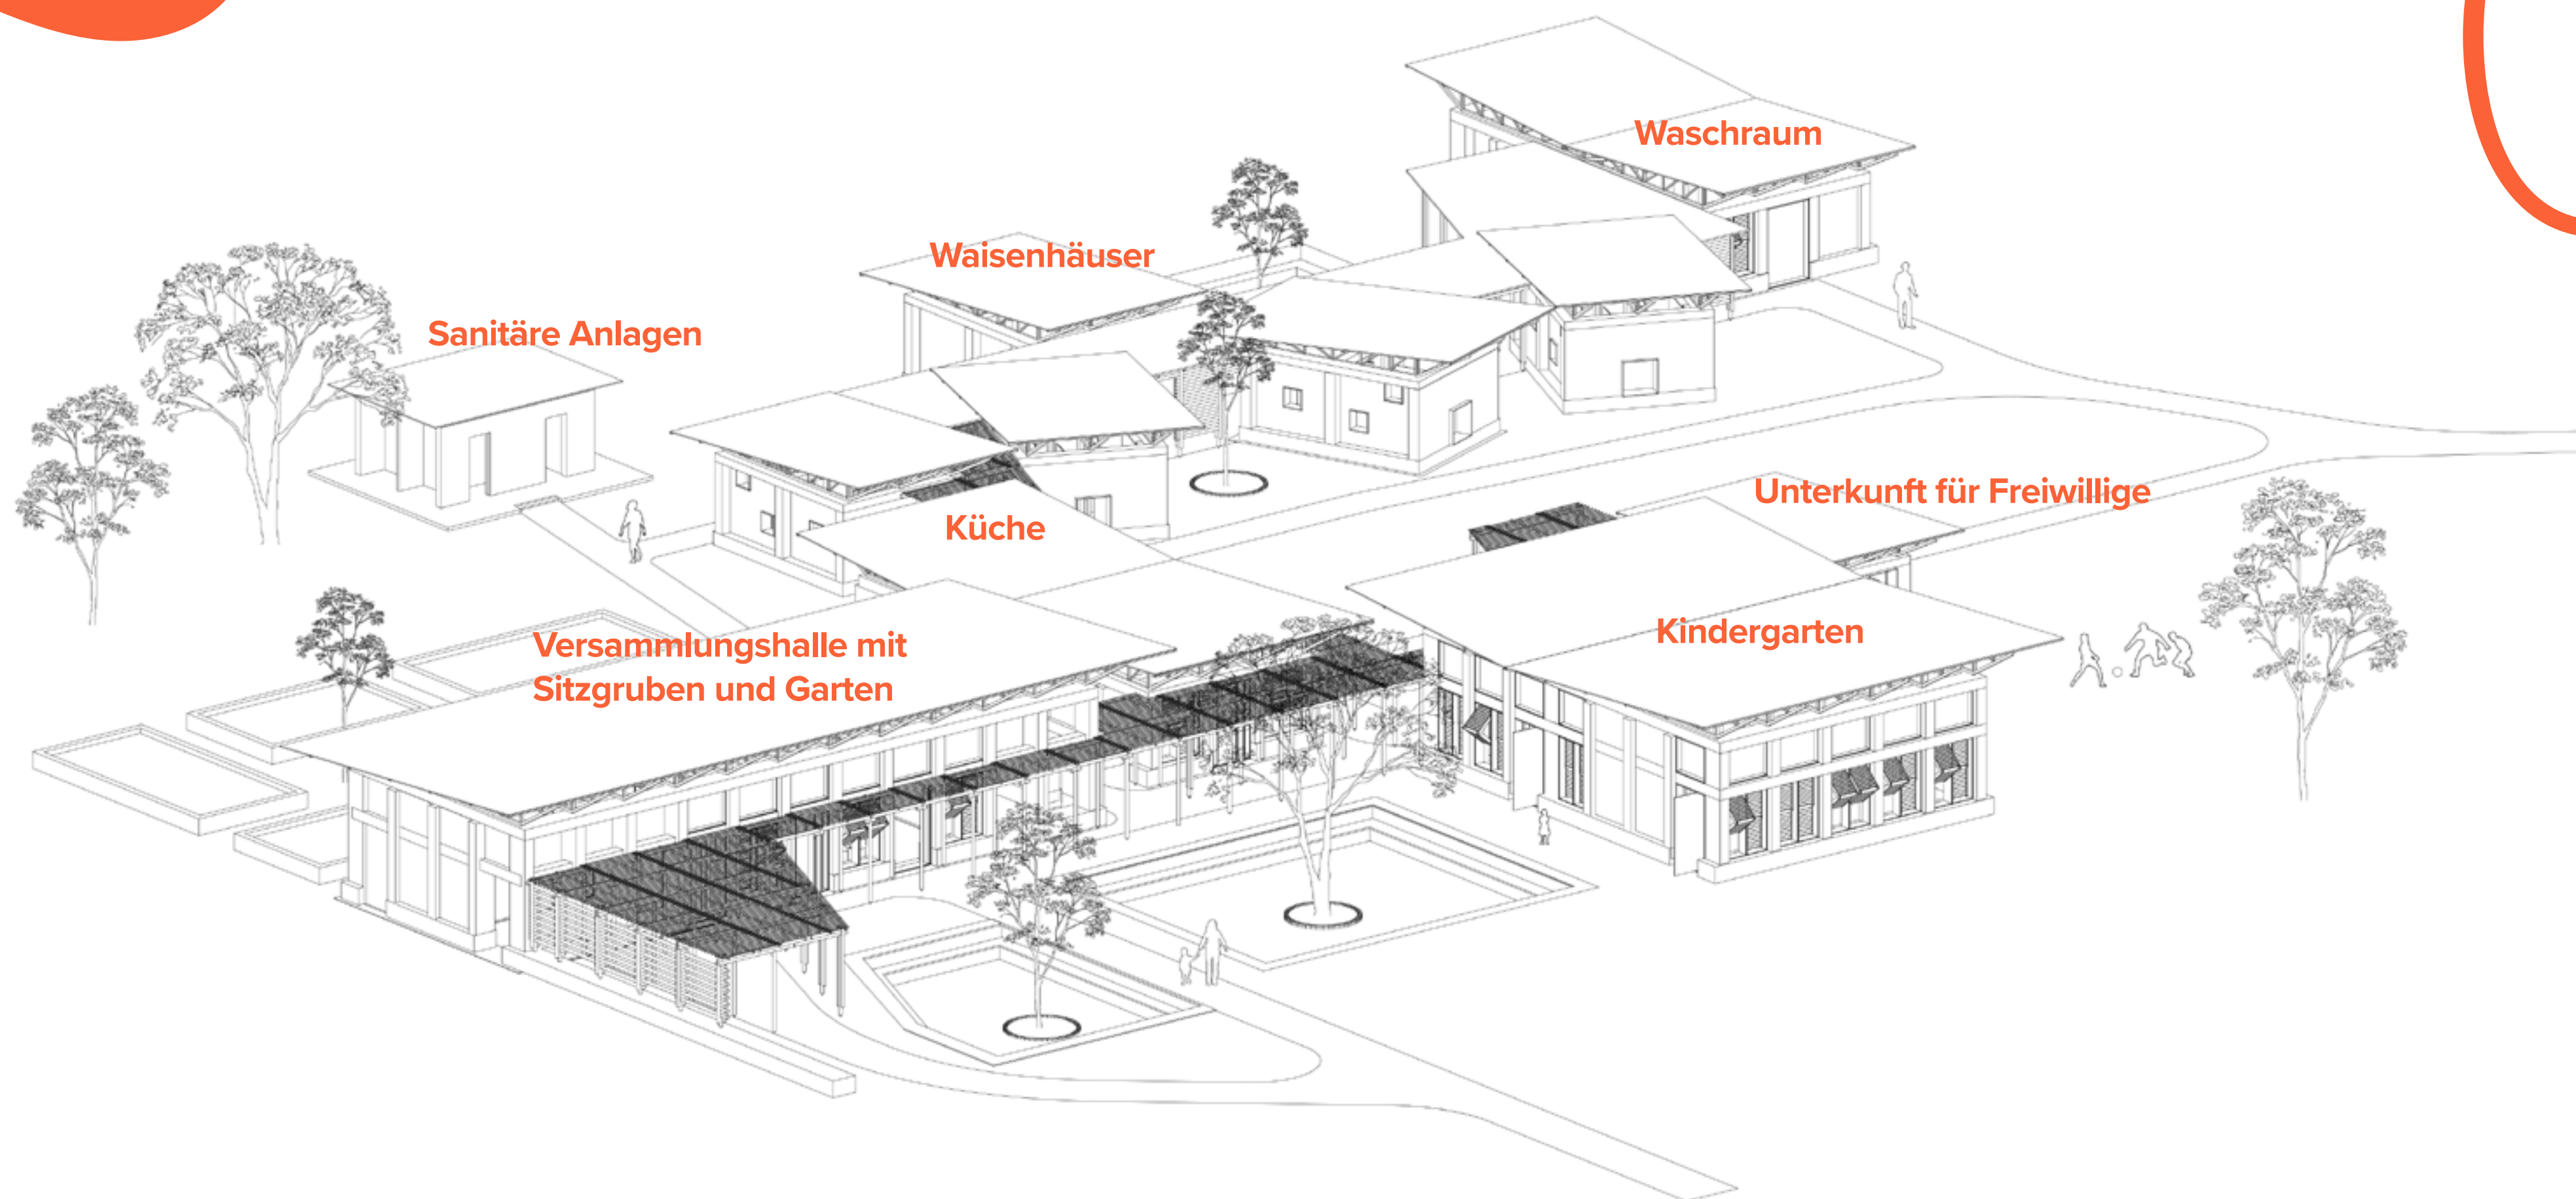 Waschraum
Waisenhäuser
Sanitäre Anlagen
Unterkunft für Freiwillige
Küche
Kindergarten
Versammlungshalle mit
Sitzgruben und Garten